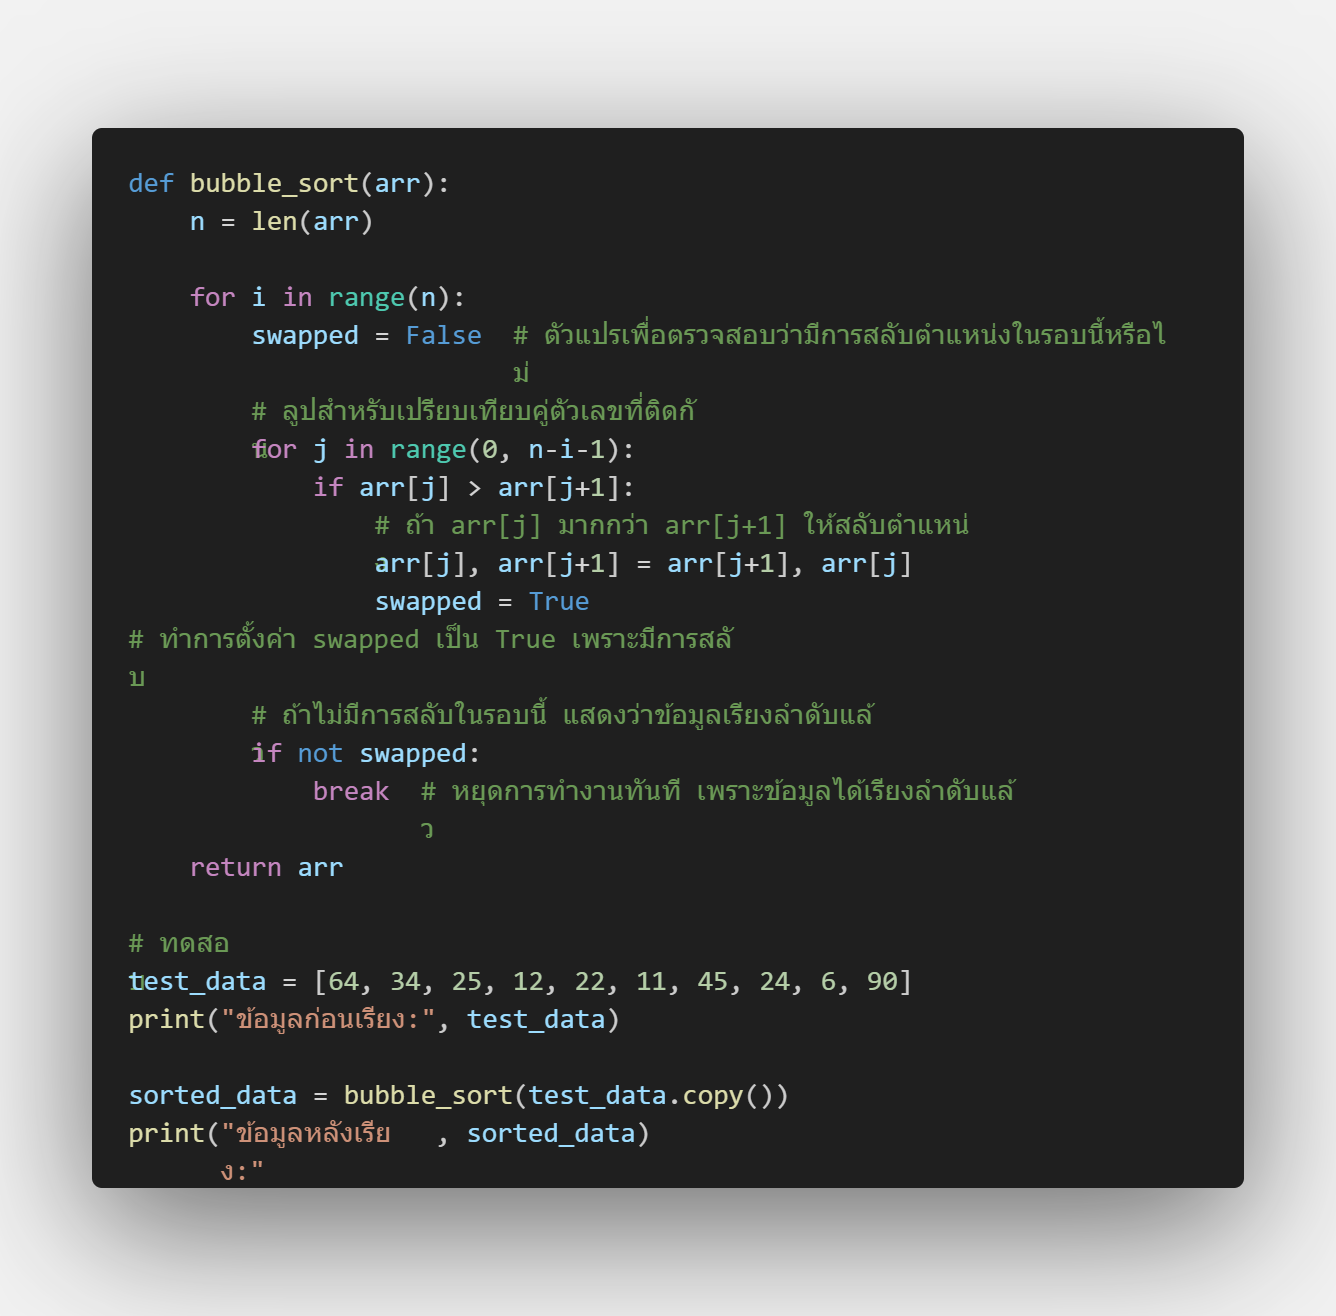 def bubble_sort(arr):
    n = len(arr)

    for i in range(n):
        swapped = False  # ตัวแปรเพื่อตรวจสอบว่ามีการสลับตำแหน่งในรอบนี้หรือไ
ม่
        # ลูปสำหรับเปรียบเทียบคู่ตัวเลขที่ติดกั
น
        for j in range(0, n-i-1):
            if arr[j] > arr[j+1]:
                # ถ้า arr[j] มากกว่า arr[j+1] ให้สลับตำแหน่
ง
                arr[j], arr[j+1] = arr[j+1], arr[j]
                swapped = True
# ทำการตั้งค่า swapped เป็น True เพราะมีการสลั
บ
        # ถ้าไม่มีการสลับในรอบนี้ แสดงว่าข้อมูลเรียงลำดับแล้
ว
        if not swapped:
            break  # หยุดการทำงานทันที เพราะข้อมูลได้เรียงลำดับแล้
ว
    return arr

# ทดสอ
บ
test_data = [64, 34, 25, 12, 22, 11, 45, 24, 6, 90]
print("ข้อมูลก่อนเรียง:", test_data)

sorted_data = bubble_sort(test_data.copy())
print("ข้อมูลหลังเรีย   , sorted_data)
ง:"